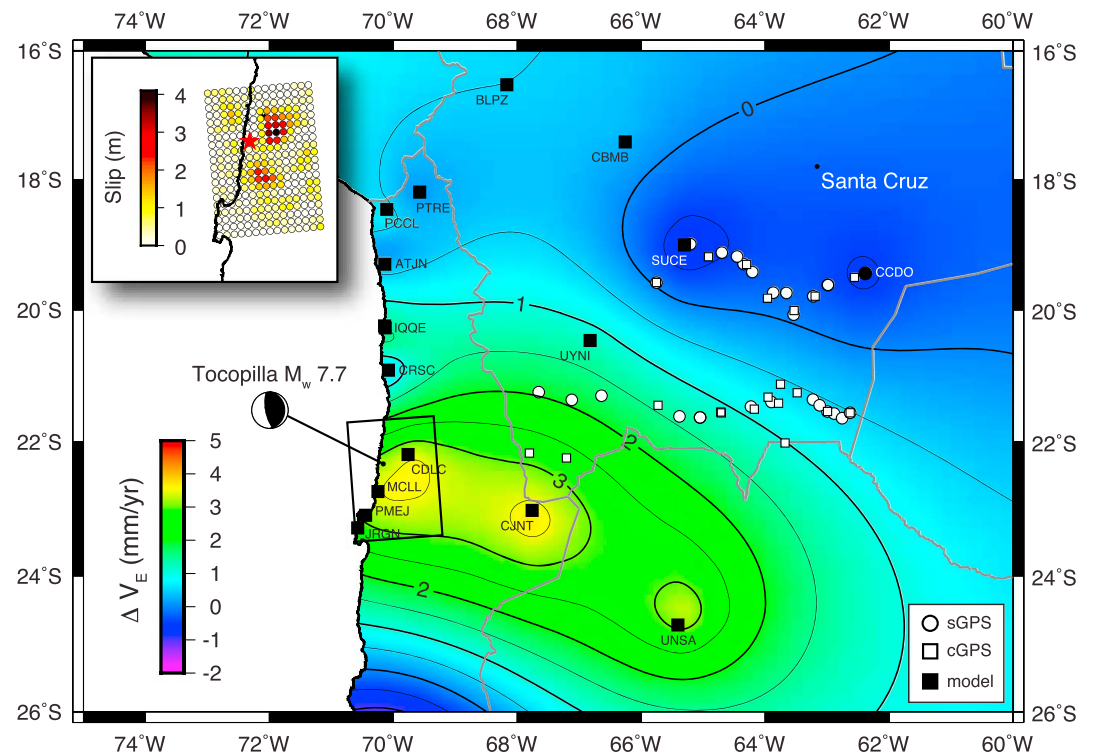 74°W 72°W 70°W 68°W 66°W 64°W 62°W 60°W
16°S 16°S
4
3
2
1
0
Slip (m)
BLPZ
0
CBMB
Santa Cruz
18°S 18°S
PTRE
PCCL
SUCE
ATJN
CCDO
20°S 20°S
1
IQQE
UYNI
CRSC
Tocopilla Mw 7.7
22°S 22°S
2
5
4
3
2
1
0
-1
-2
Δ VE (mm/yr)
CDLC
3
MCLL
PMEJ
CJNT
JRGN
24°S 24°S
2
UNSA
sGPS
cGPS
model
26°S 26°S
74°W 72°W 70°W 68°W 66°W 64°W 62°W 60°W